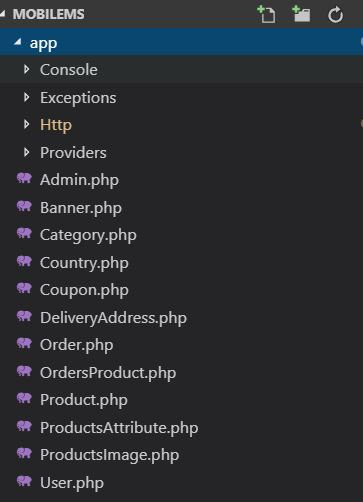 MOBILEMS
app
Console
Exceptions
Http
Providers
Admin.php
Banner.php
Category.php
Country.php
Coupon.php
DeliveryAddress.php
Order.php
OrdersProduct.php
Product.php
ProductsAttribute.php
ProductsImage.php
User.php